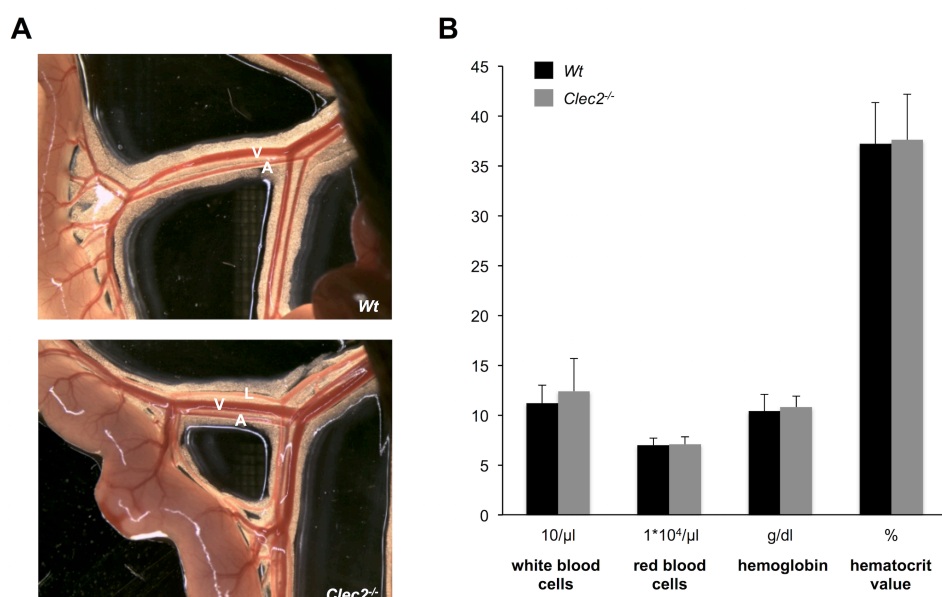 A
V
A
Wt
L
V
A
Clec2-/-
B
Wt
Clec2-/-
45
40
35
30
25
20
15
10
5
0
10/µl
1*10⁴/µl
g/dl
%
white blood
cells
red blood
cells
hemoglobin
hematocrit
value